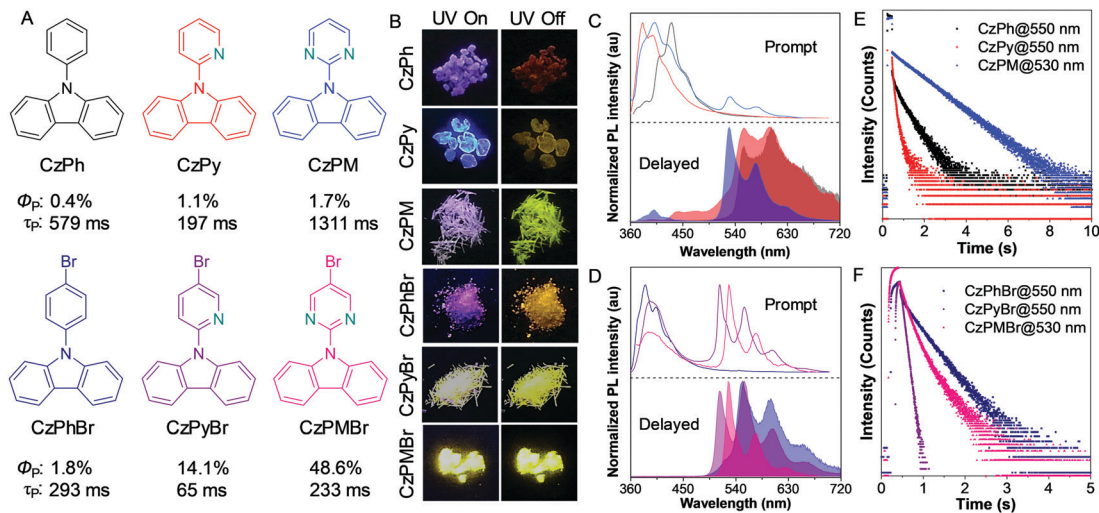 A
N
N
N
N
N
N
CzPh
CzPy
CzPM
Φp: 0.4%
1.1%
1.7%
τp: 579 ms
197 ms
1311 ms
Br
Br
Br
N
N
N
N
N
N
CzPhBr
CzPyBr
CzPMBr
Φp: 1.8%
14.1%
48.6%
τp: 293 ms
65 ms
233 ms
B
UV On
UV Off
CzPh
CzPy
CzPM
CzPhBr
CzPyBr
CzPMBr
C
Normalized PL intensity (au)
Prompt
Delayed
360 450 540 630 720
Wavelength (nm)
D
Normalized PL intensity (au)
Prompt
Delayed
360 450 540 630 720
Wavelength (nm)
E
Intensity (Counts)
CzPh@550 nm
CzPy@550 nm
CzPM@530 nm
0 2 4 6 8 10
Time (s)
F
Intensity (Counts)
CzPhBr@550 nm
CzPyBr@550 nm
CzPMBr@530 nm
0 1 2 3 4 5
Time (s)